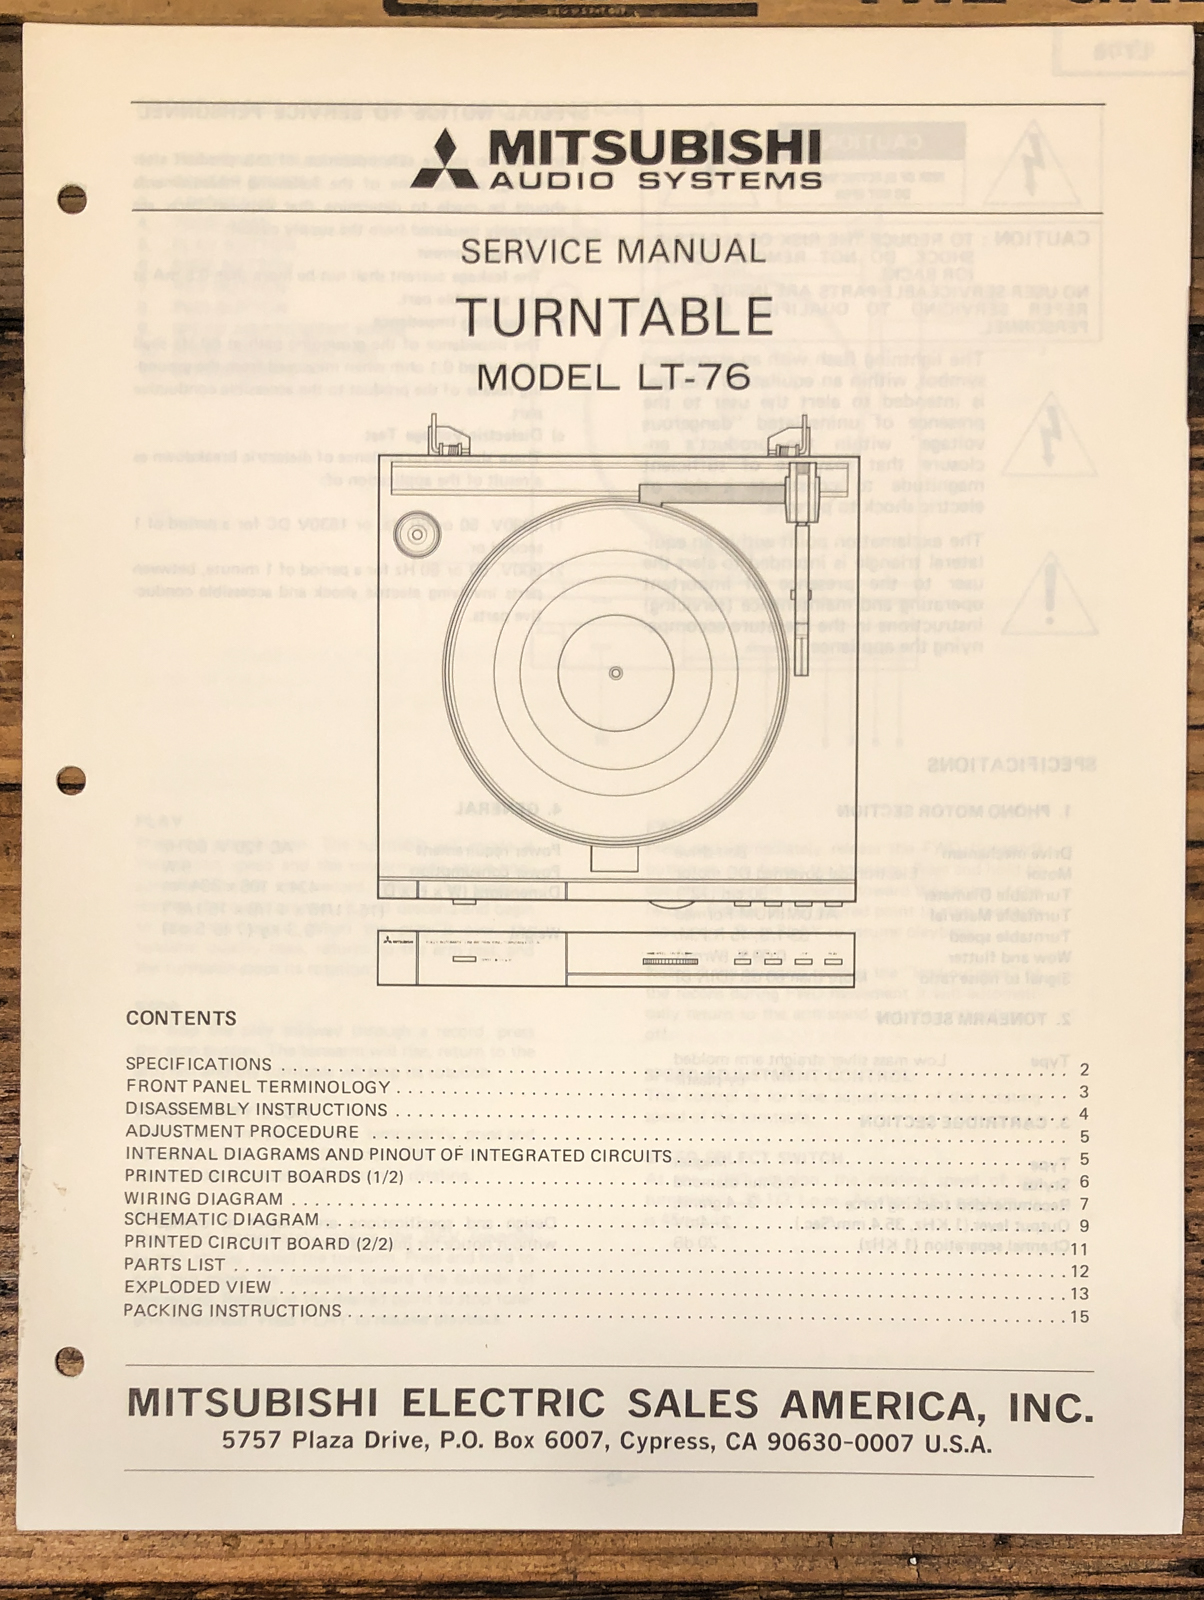 MITSUBISHI
AUDIO SYSTEMS
SERVICE MANUAL
TURNTABLE
MODEL LT-76
CONTENTS
SPECIFICATIONS . . . . . . . . . . 2
FRONT PANEL TERMINOLOGY . . . . . . . . . . 3
DISASSEMBLY INSTRUCTIONS . . . . . . . . . . 4
ADJUSTMENT PROCEDURE . . . . . . . . . . 5
INTERNAL DIAGRAMS AND PINOUT OF INTEGRATED CIRCUITS . . . . . . . . . . 5
PRINTED CIRCUIT BOARDS (1/2) . . . . . . . . . . 6
WIRING DIAGRAM . . . . . . . . . . 7
SCHEMATIC DIAGRAM . . . . . . . . . . 9
PRINTED CIRCUIT BOARD (2/2) . . . . . . . . . . 11
PARTS LIST . . . . . . . . . . 12
EXPLODED VIEW . . . . . . . . . . 13
PACKING INSTRUCTIONS . . . . . . . . . . 15
MITSUBISHI ELECTRIC SALES AMERICA, INC.
5757 Plaza Drive, P.O. Box 6007, Cypress, CA 90630-0007 U.S.A.